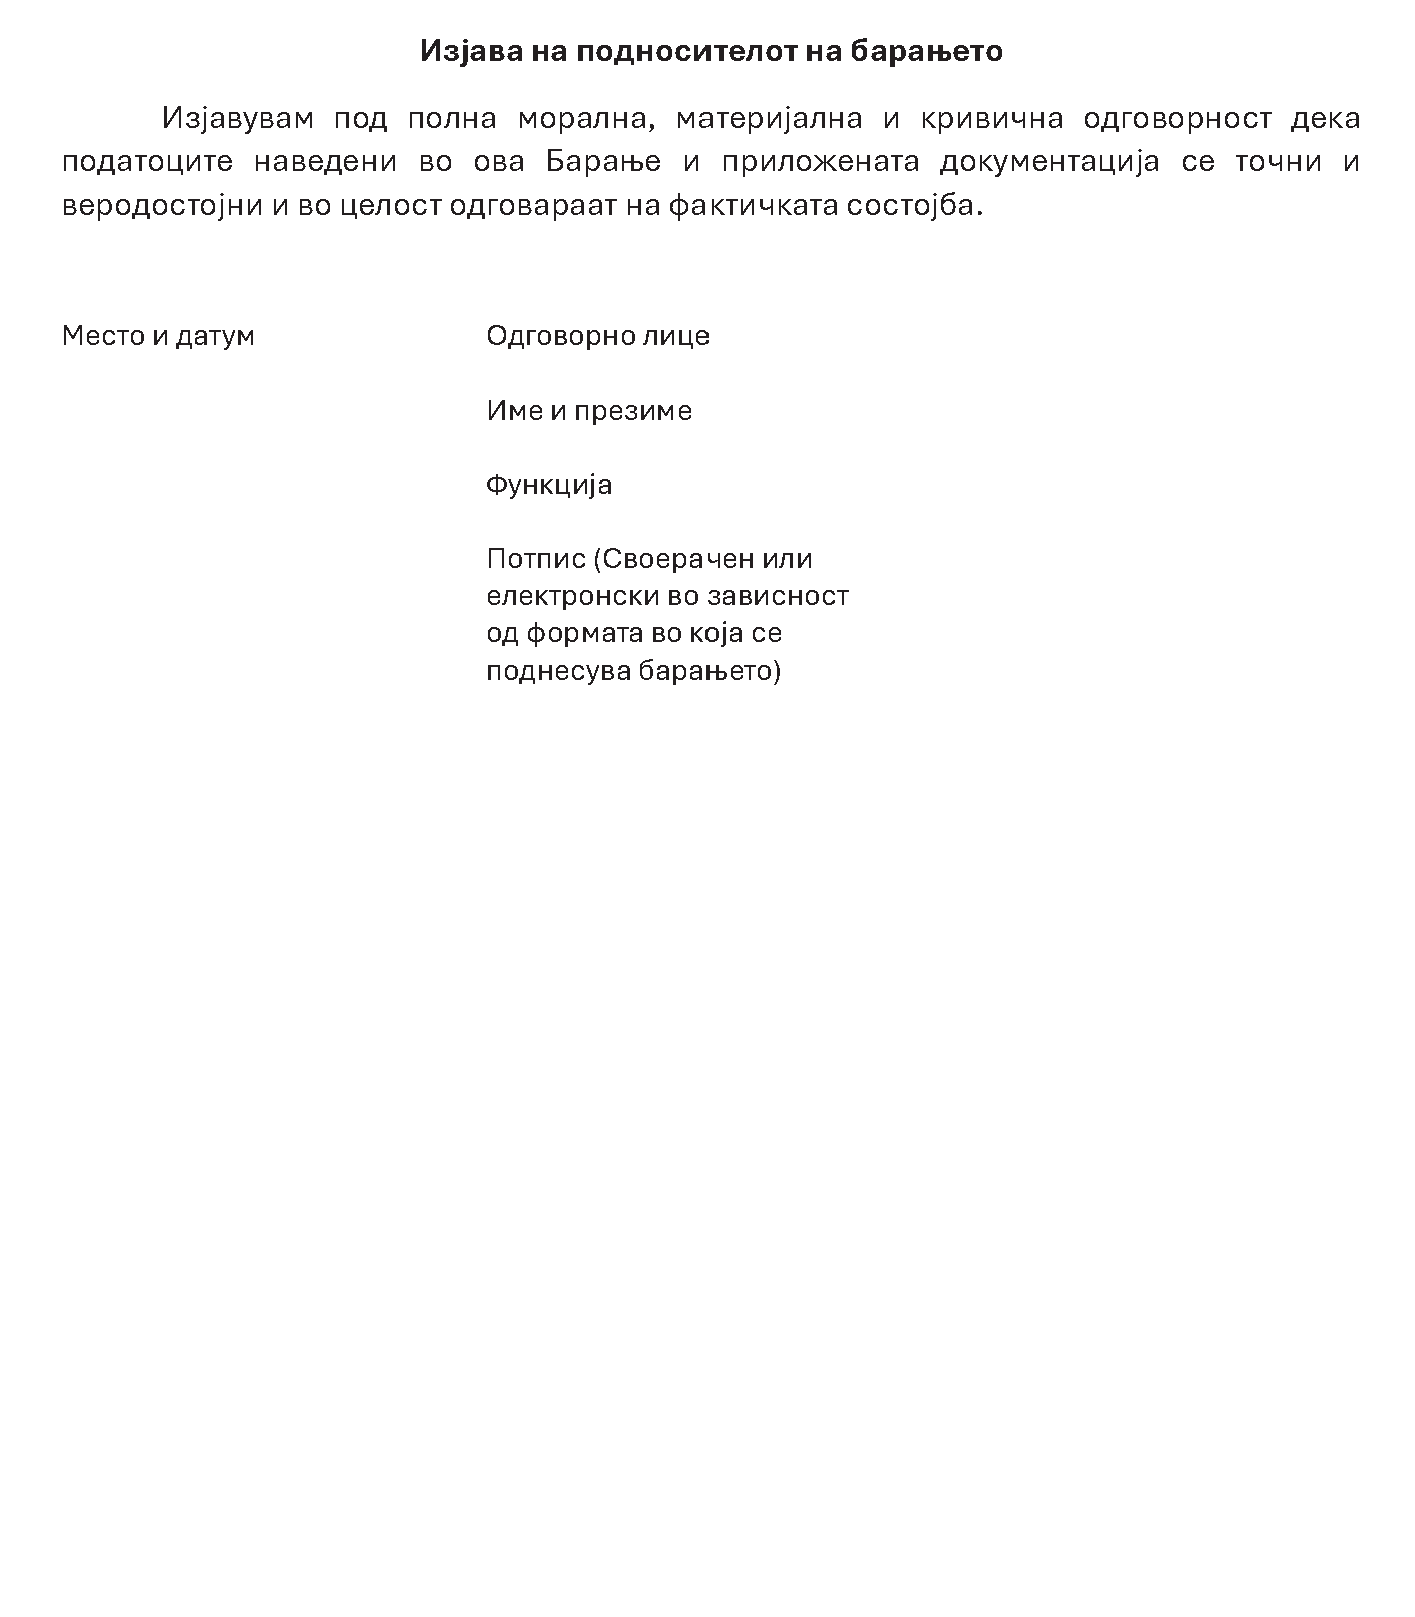 Изјава на подносителот на барањето
Изјавувам под полна морална, материјална и кривична одговорност дека
податоците наведени во ова Барање и приложената документација се точни и
веродостојни и во целост одговараат на фактичката состојба.
Место и датум
Одговорно лице
Име и презиме
Функција
Потпис (Своерачен или
електронски во зависност
од формата во која се
поднесува барањето)